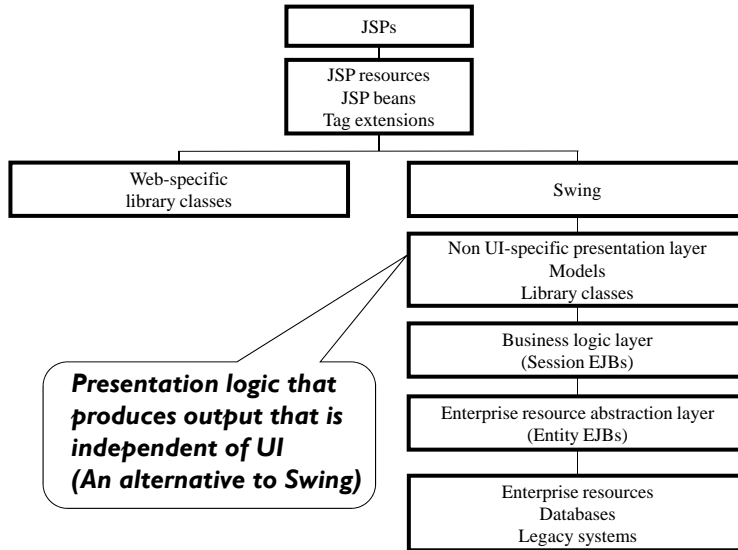 JSPs
JSP resources
JSP beans
Tag extensions
Web-specific
library classes
Swing
Non UI-specific presentation layer
Models
Library classes
Business logic layer
(Session EJBs)
Presentation logic that
produces output that is
independent of UI
(An alternative to Swing)
Enterprise resource abstraction layer
(Entity EJBs)
Enterprise resources
Databases
Legacy systems